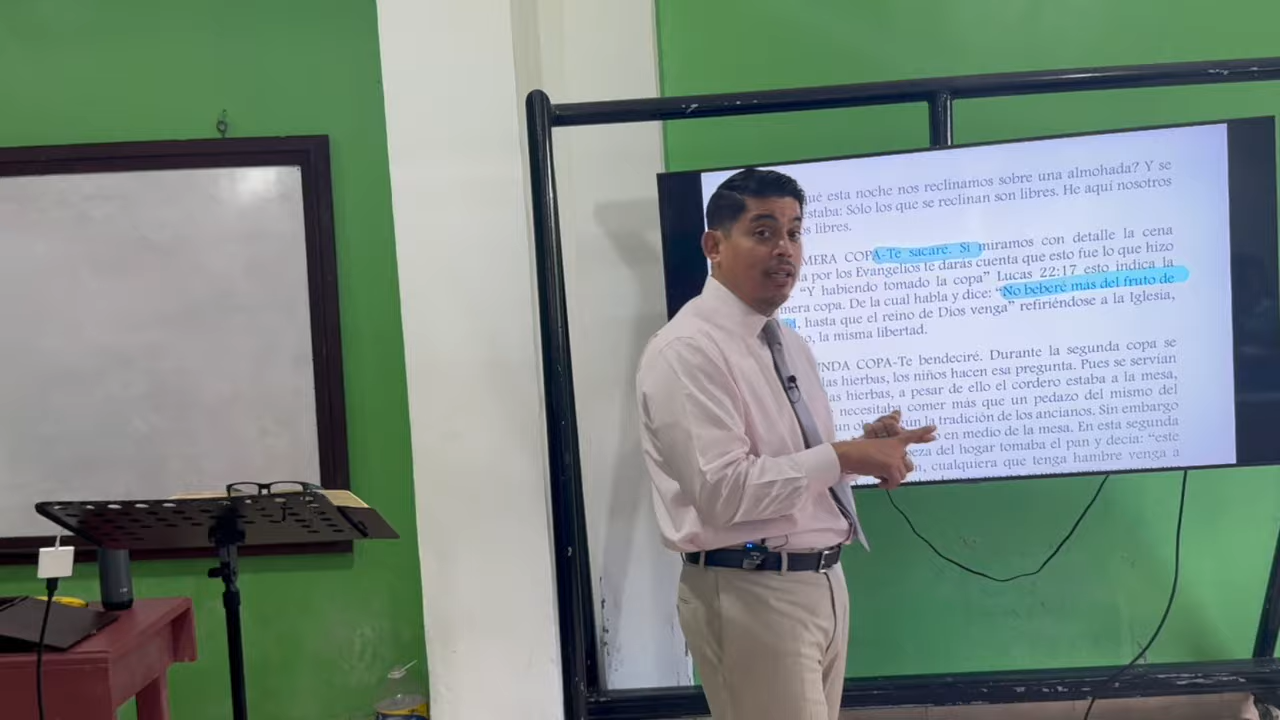 esta noche nos reclinamos sobre una almohada? Y se
Sólo los que se reclinan son libres. He aquí nosotros
libres.
COPA-Te sacaré. Si miramos con detalle la cena
por los Evangelios te darás cuenta que esto fue lo que hizo
"Y habiendo tomado la copa" Lucas 22:17 esto indica la
copa. De la cual habla y dice: "No beberé más del fruto de
hasta que el reino de Dios venga" refiriéndose a la Iglesia,
la misma libertad.
COPA-Te bendeciré. Durante la segunda copa se
las hierbas, los niños hacen esa pregunta. Pues se servían
hierbas, a pesar de ello el cordero estaba a la mesa,
necesitaba comer más que un pedazo del mismo del
la tradición de los ancianos. Sin embargo
en medio de la mesa. En esta segunda
del hogar tomaba el pan y decía: "este
cualquiera que tenga hambre venga a